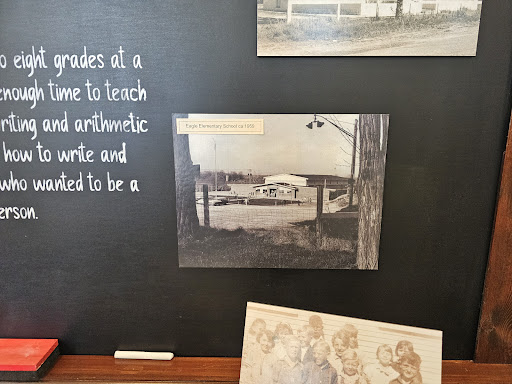 o eight grades at a
enough time to teach
riting and arithmetic
how to write and
who wanted to be a
erson.
Eagle Elementary School ca